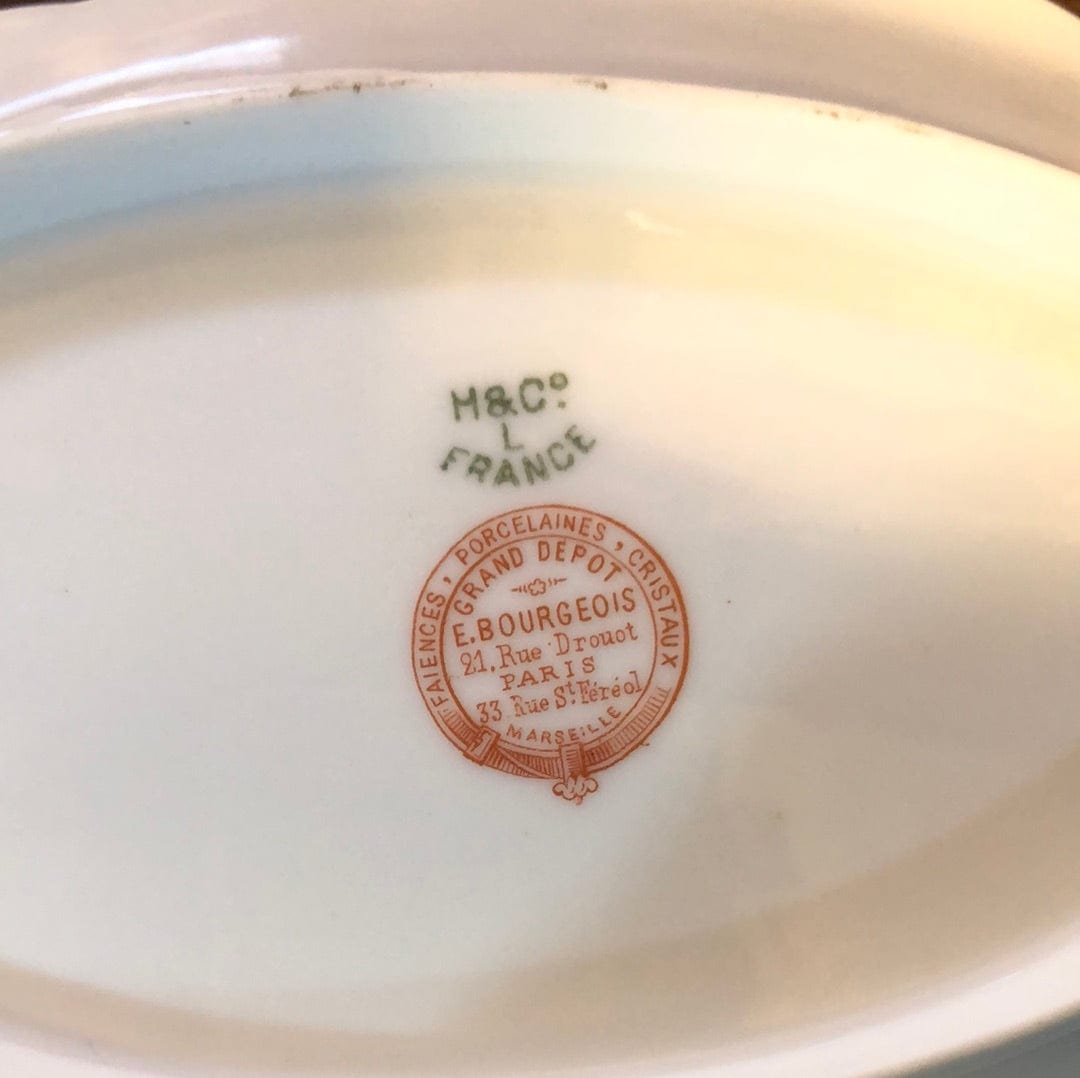 H&Cº
L
FRANCE
FAIENCES, PORCELAINES, CRISTAUX
GRAND DEPOT
E.BOURGEOIS
21, Rue Drouot
PARIS
33 Rue St Féréol
MARSEILLE